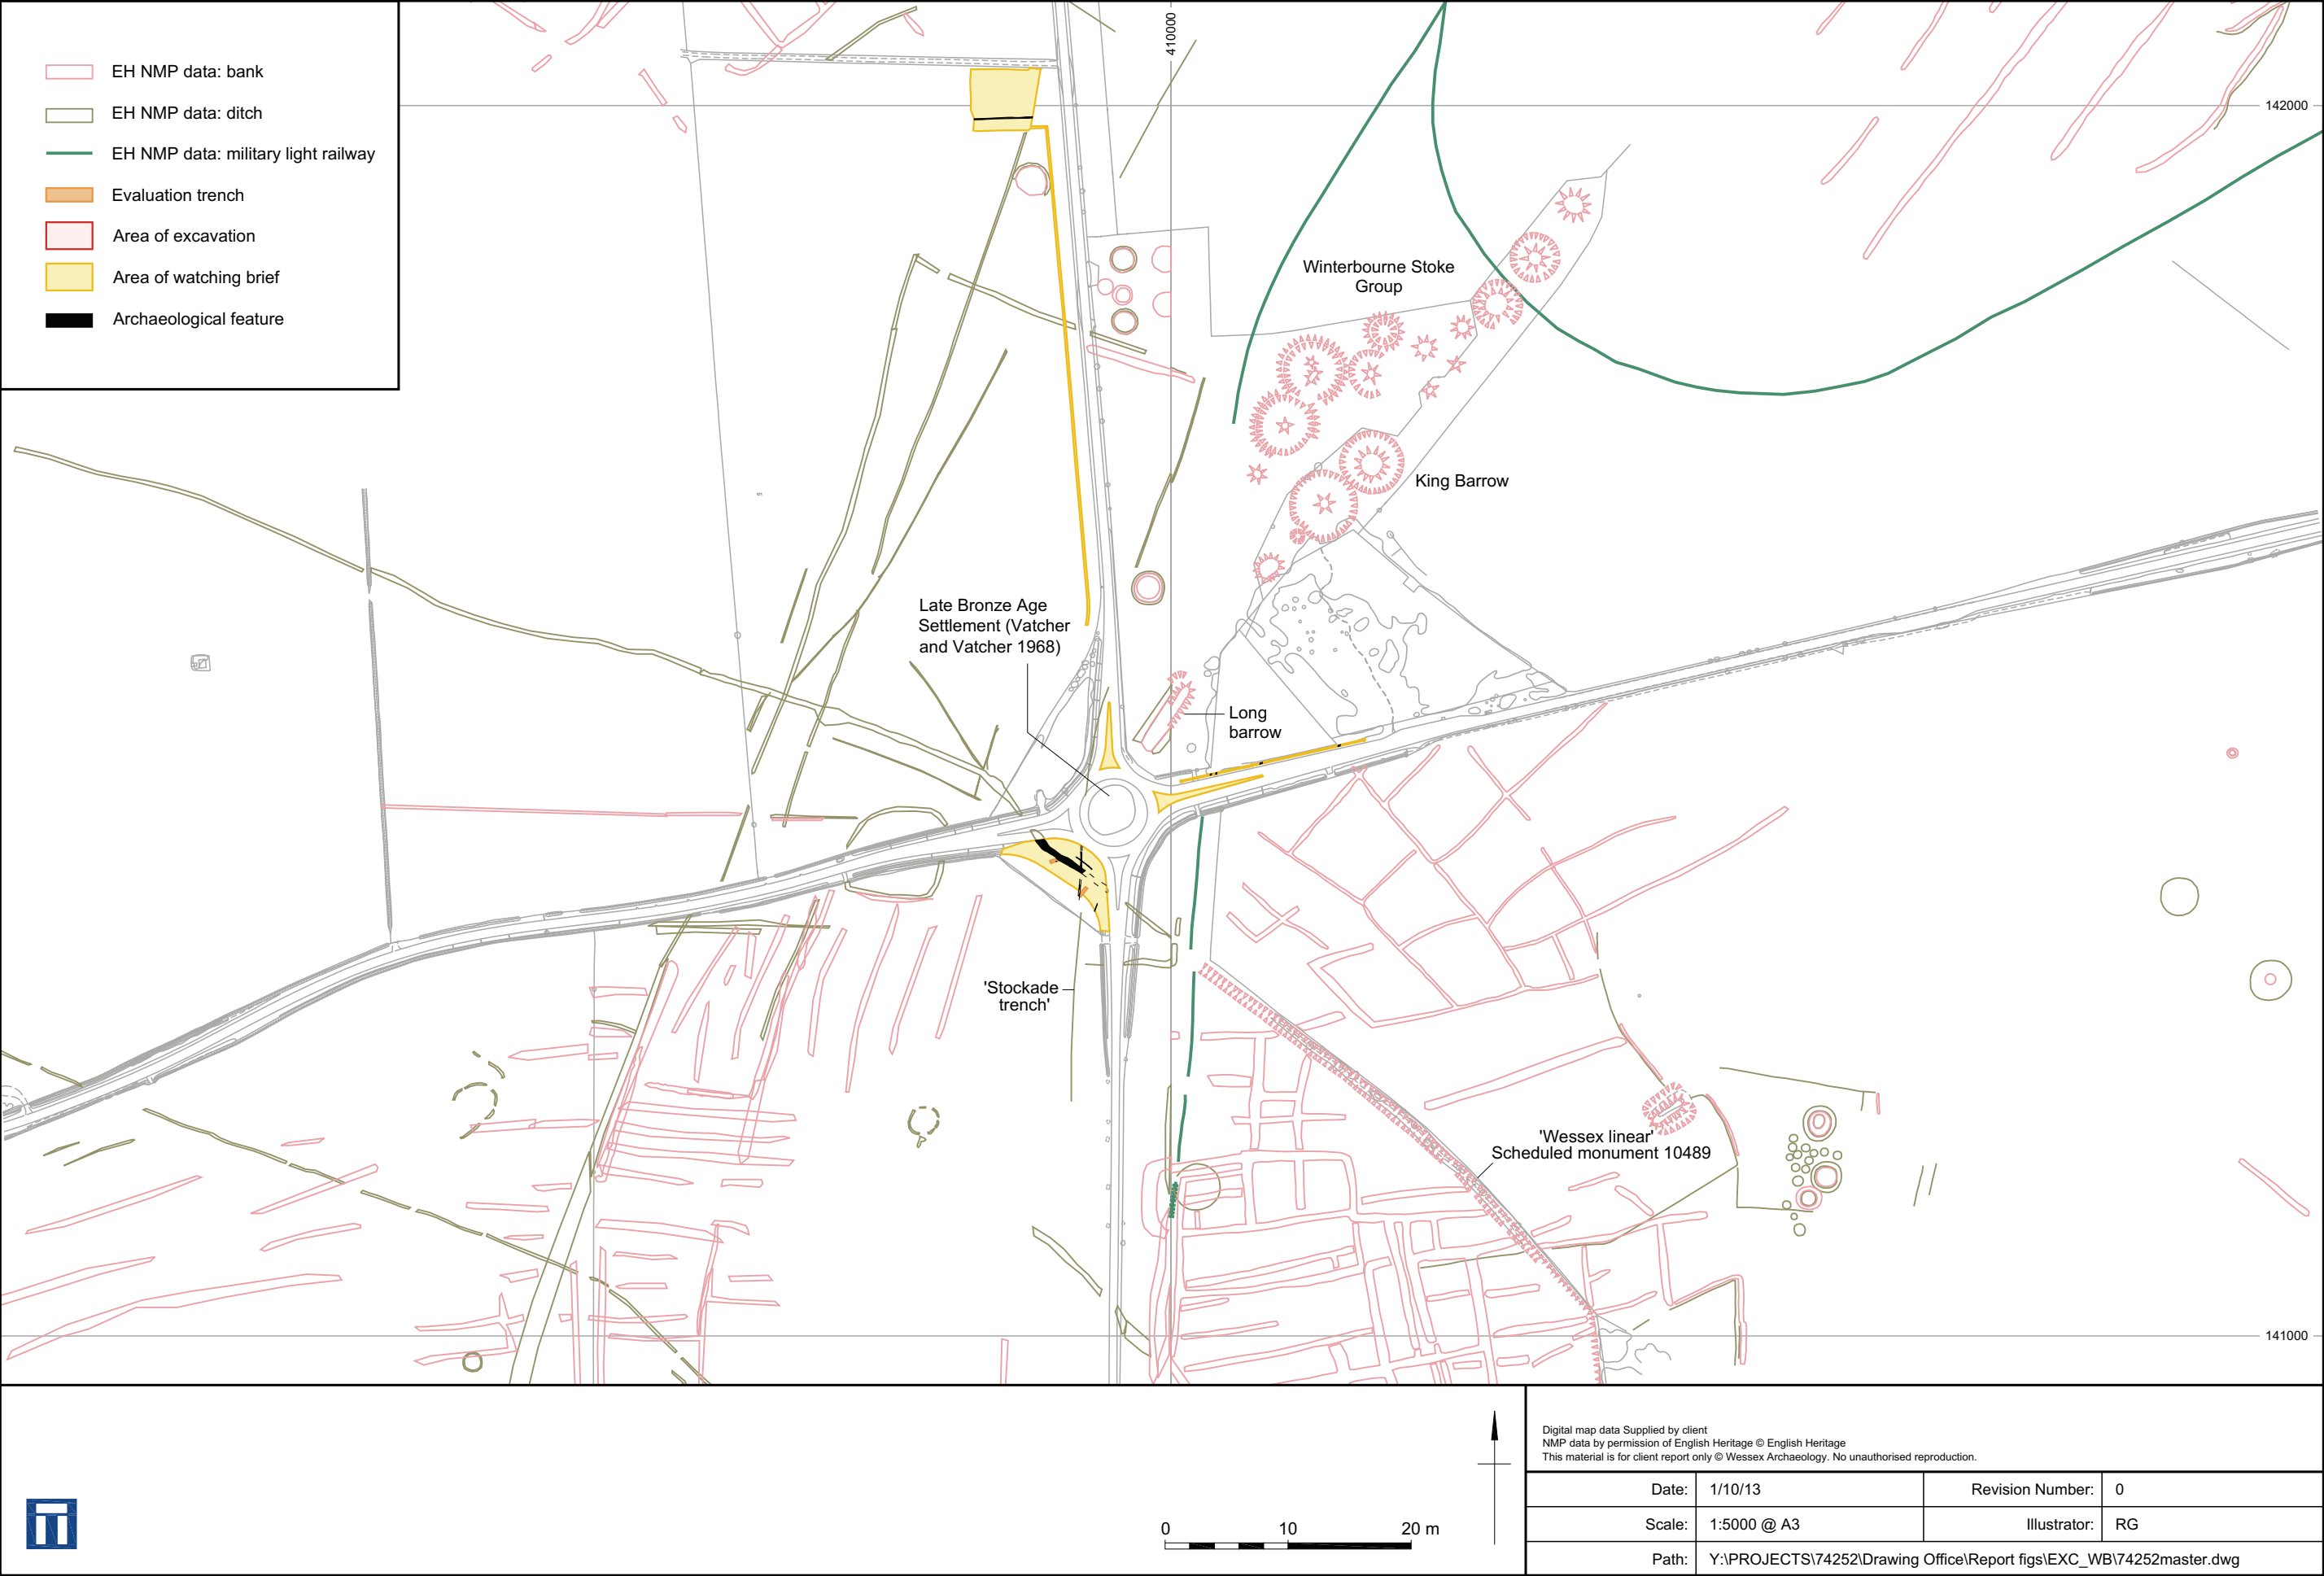 EH NMP data: bank
EH NMP data: ditch
EH NMP data: military light railway
Evaluation trench
Area of excavation
Area of watching brief
Archaeological feature
410000
142000
Winterbourne Stoke
Group
King Barrow
Late Bronze Age
Settlement (Vatcher
and Vatcher 1968)
Long
barrow
'Stockade
trench'
'Wessex linear'
Scheduled monument 10489
141000
0 10 20 m
Digital map data Supplied by client
NMP data by permission of English Heritage © English Heritage
This material is for client report only © Wessex Archaeology. No unauthorised reproduction.
Date: 1/10/13 Revision Number: 0
Scale: 1:5000 @ A3 Illustrator: RG
Path: Y:\PROJECTS\74252\Drawing Office\Report figs\EXC_WB\74252master.dwg